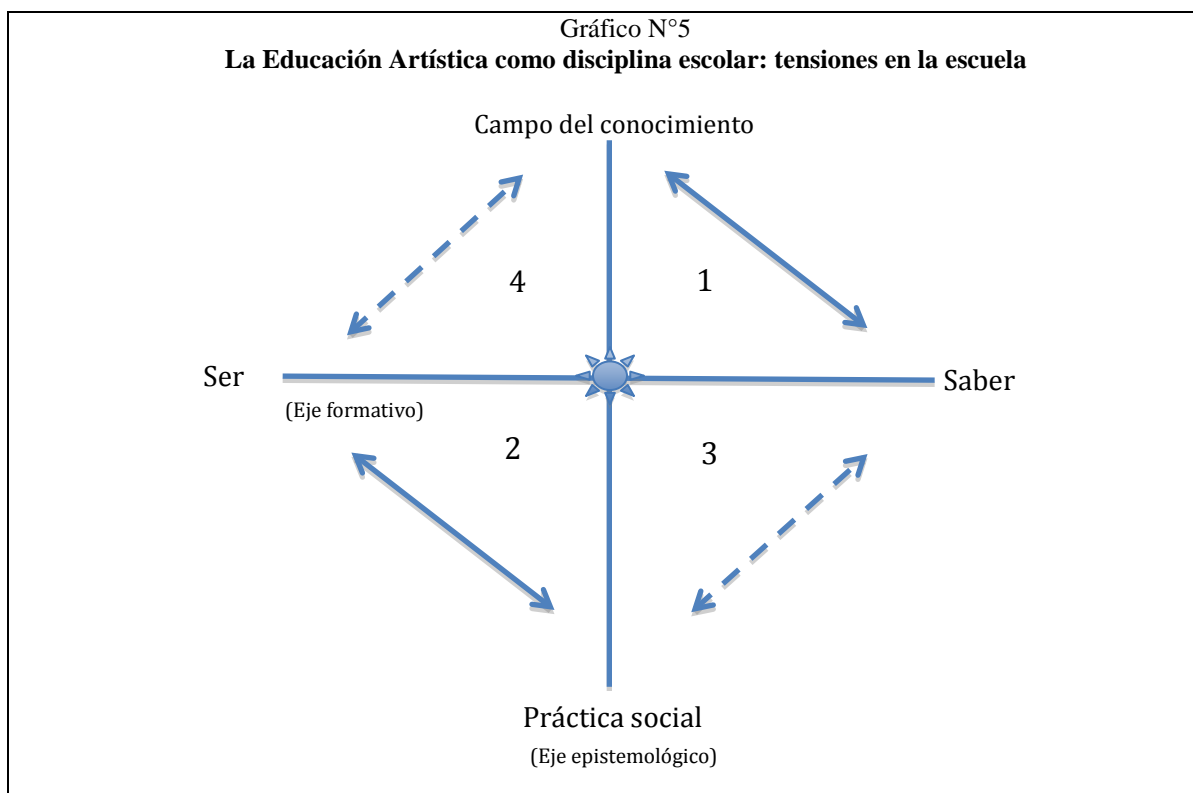 Gráfico N°5
La Educación Artística como disciplina escolar: tensiones en la escuela
Campo del conocimiento
4
1
Ser
Saber
(Eje formativo)
2
3
Práctica social
(Eje epistemológico)